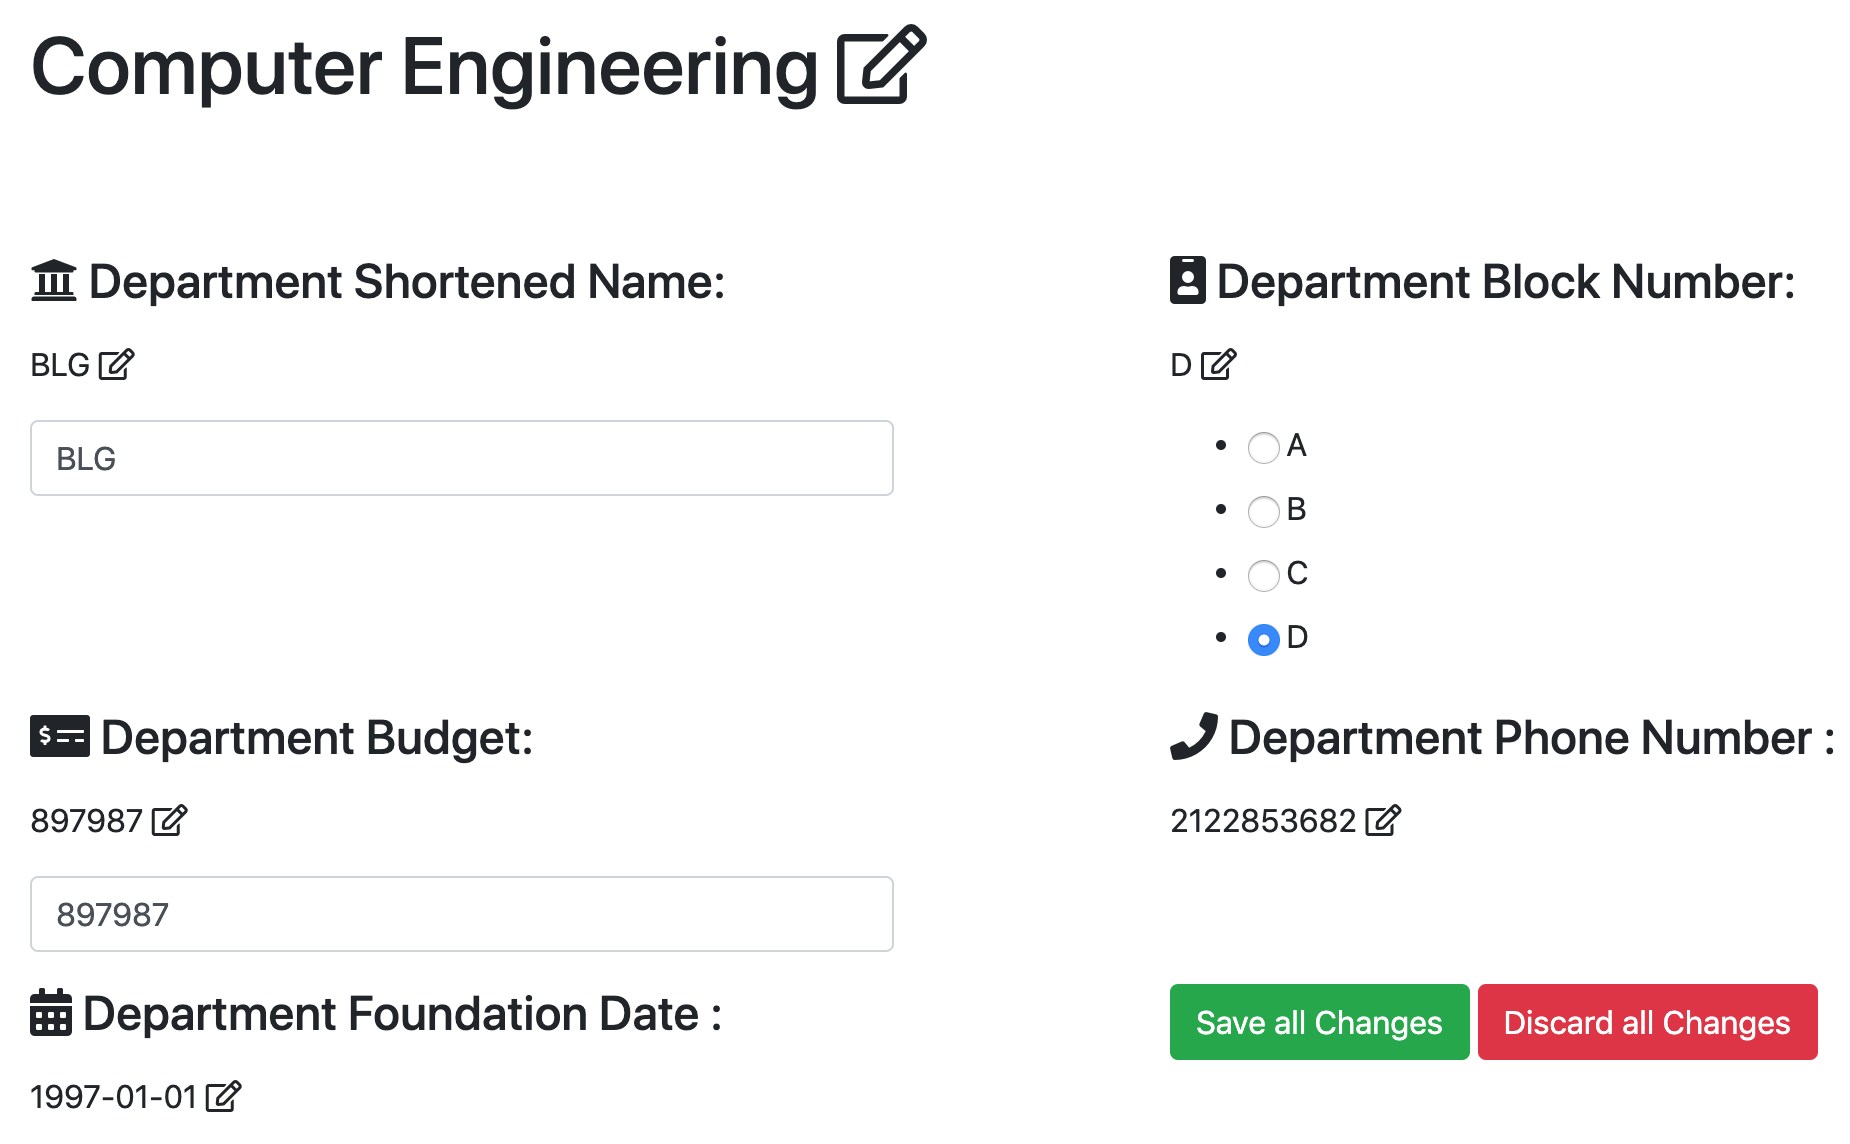 Computer Engineering
Department Shortened Name:
BLG
BLG
Department Block Number:
D
A
B
C
D
Department Budget:
897987
897987
Department Phone Number :
2122853682
Department Foundation Date :
1997-01-01
Save all Changes
Discard all Changes